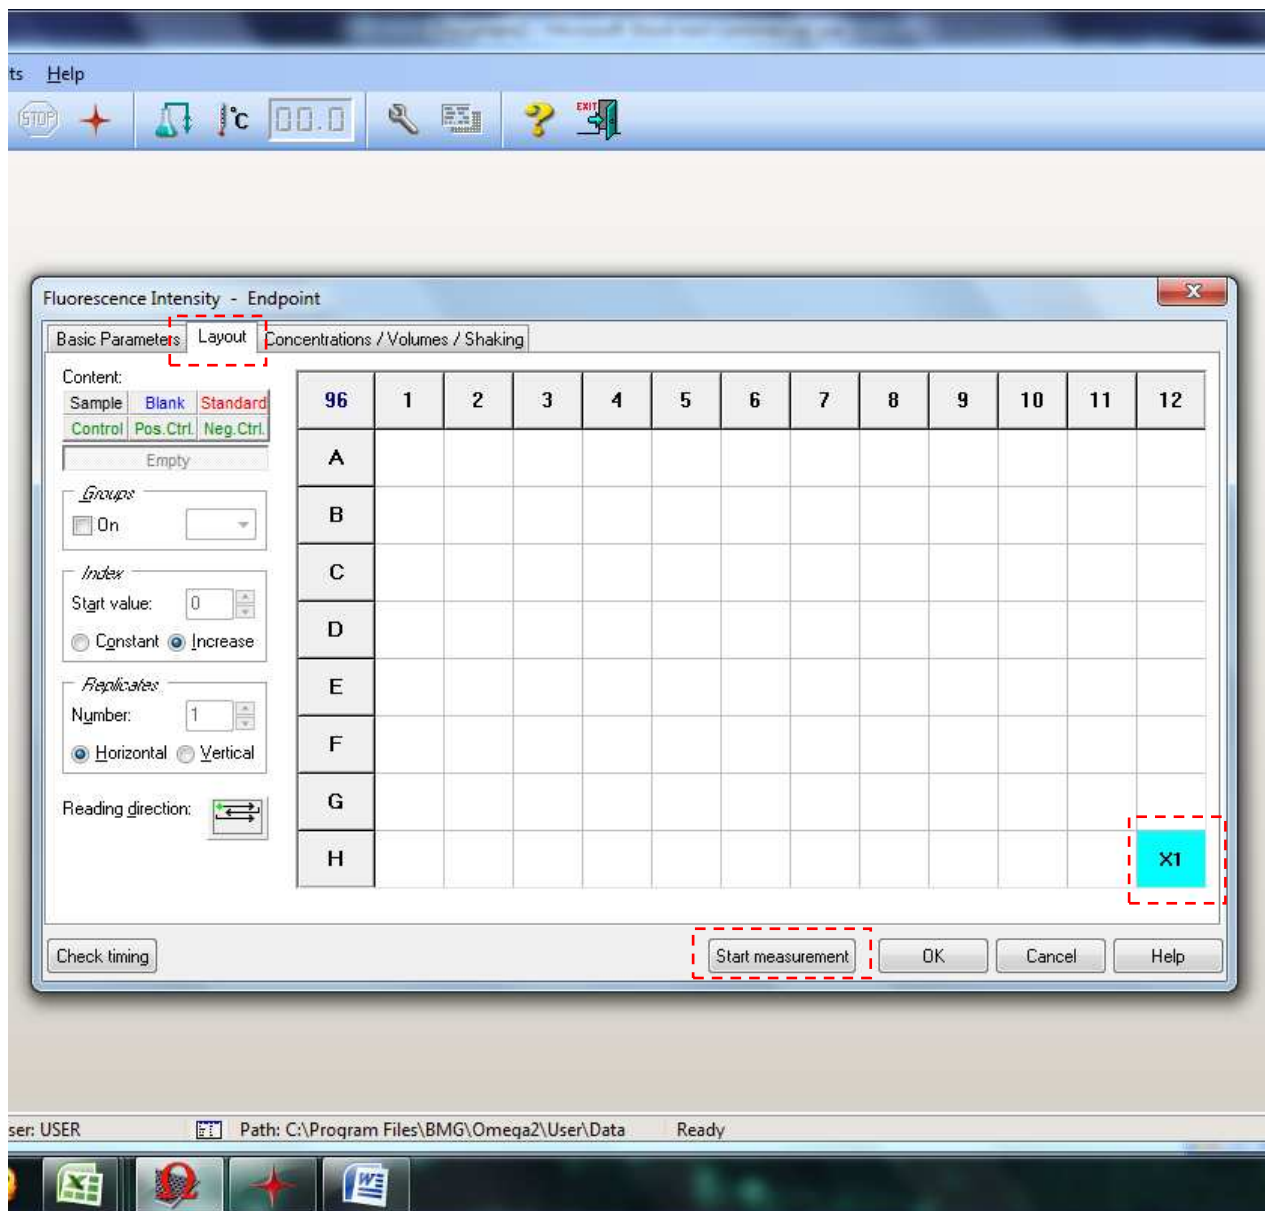 ts Help
STOP °C 00.0 EXIT
Fluorescence Intensity - Endpoint
Basic Parameters Layout Concentrations / Volumes / Shaking
Content:
Sample Blank Standard
Control Pos.Ctrl. Neg.Ctrl.
Empty
Groups
On
Index
Start value: 0
Constant Increase
Replicates
Number: 1
Horizontal Vertical
Reading direction:
96 1 2 3 4 5 6 7 8 9 10 11 12
A
B
C
D
E
F
G
H X1
Check timing Start measurement OK Cancel Help
ser: USER Path: C:\Program Files\BMG\Omega2\User\Data Ready